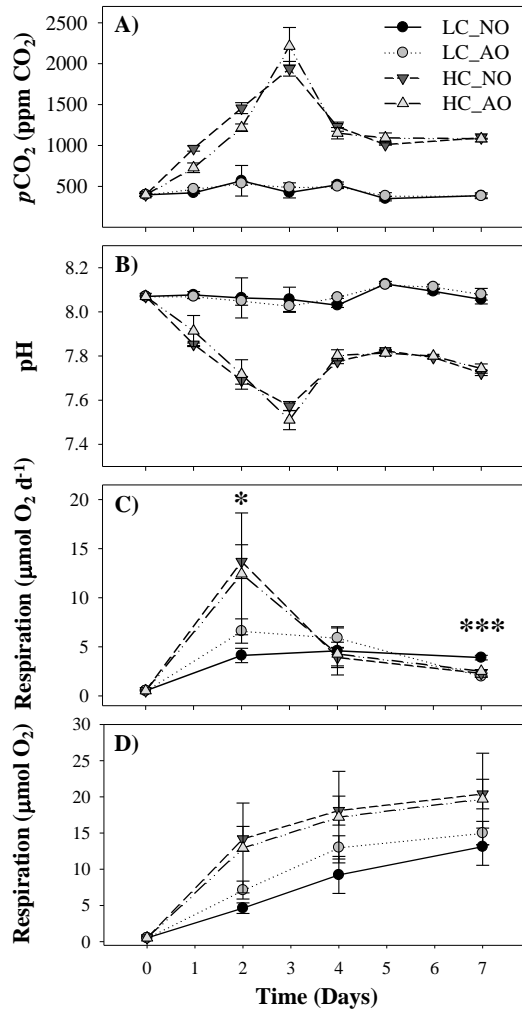 A)
LC_NO
LC_AO
HC_NO
HC_AO
pCO₂ (ppm CO₂)
2500
2000
1500
1000
500
B)
pH
8.2
8.0
7.8
7.6
7.4
C)
*
***
Respiration (μmol O₂ d⁻¹)
20
15
10
5
0
D)
Respiration (μmol O₂)
30
25
20
15
10
5
0
0 1 2 3 4 5 6 7
Time (Days)